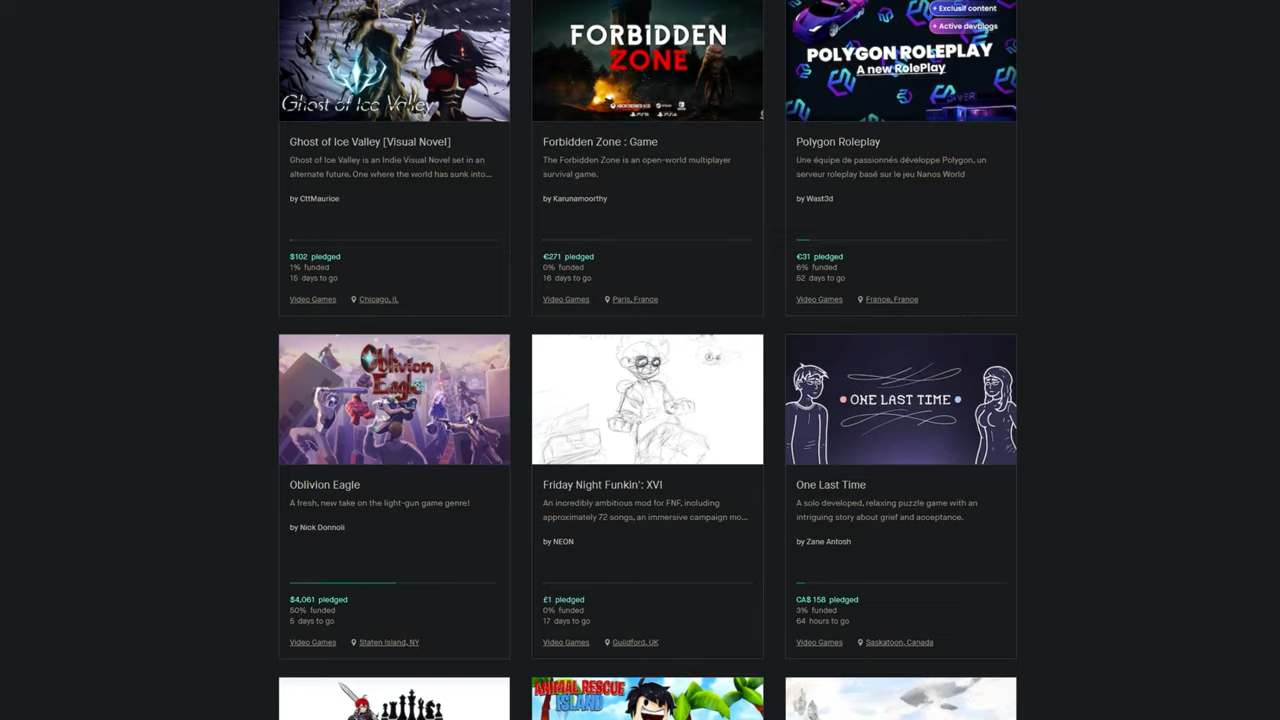 Ghost of Ice Valley
FORBIDDEN
ZONE
+ Exclusif content
+ Active devblogs
POLYGON ROLEPLAY
A new RolePlay
Ghost of Ice Valley [Visual Novel]
Ghost of Ice Valley is an Indie Visual Novel set in an
alternate future. One where the world has sunk into...
by CttMaurice
$102 pledged
1% funded
15 days to go
Video Games
Chicago, IL
Forbidden Zone : Game
The Forbidden Zone is an open-world multiplayer
survival game.
by Karunamoorthy
€271 pledged
0% funded
16 days to go
Video Games
Paris, France
Polygon Roleplay
Une équipe de passionnés développe Polygon, un
serveur roleplay basé sur le jeu Nanos World
by Wast3d
€31 pledged
6% funded
52 days to go
Video Games
France, France
Oblivion
Eagle
ONE LAST TIME
Oblivion Eagle
A fresh, new take on the light-gun game genre!
by Nick Donnoli
$4,061 pledged
50% funded
5 days to go
Video Games
Staten Island, NY
Friday Night Funkin': XVI
An incredibly ambitious mod for FNF, including
approximately 72 songs, an immersive campaign mo...
by NEON
£1 pledged
0% funded
17 days to go
Video Games
Guildford, UK
One Last Time
A solo developed, relaxing puzzle game with an
intriguing story about grief and acceptance.
by Zane Antosh
CA$ 158 pledged
3% funded
64 hours to go
Video Games
Saskatoon, Canada
ANIMAL RESCUE
ISLAND